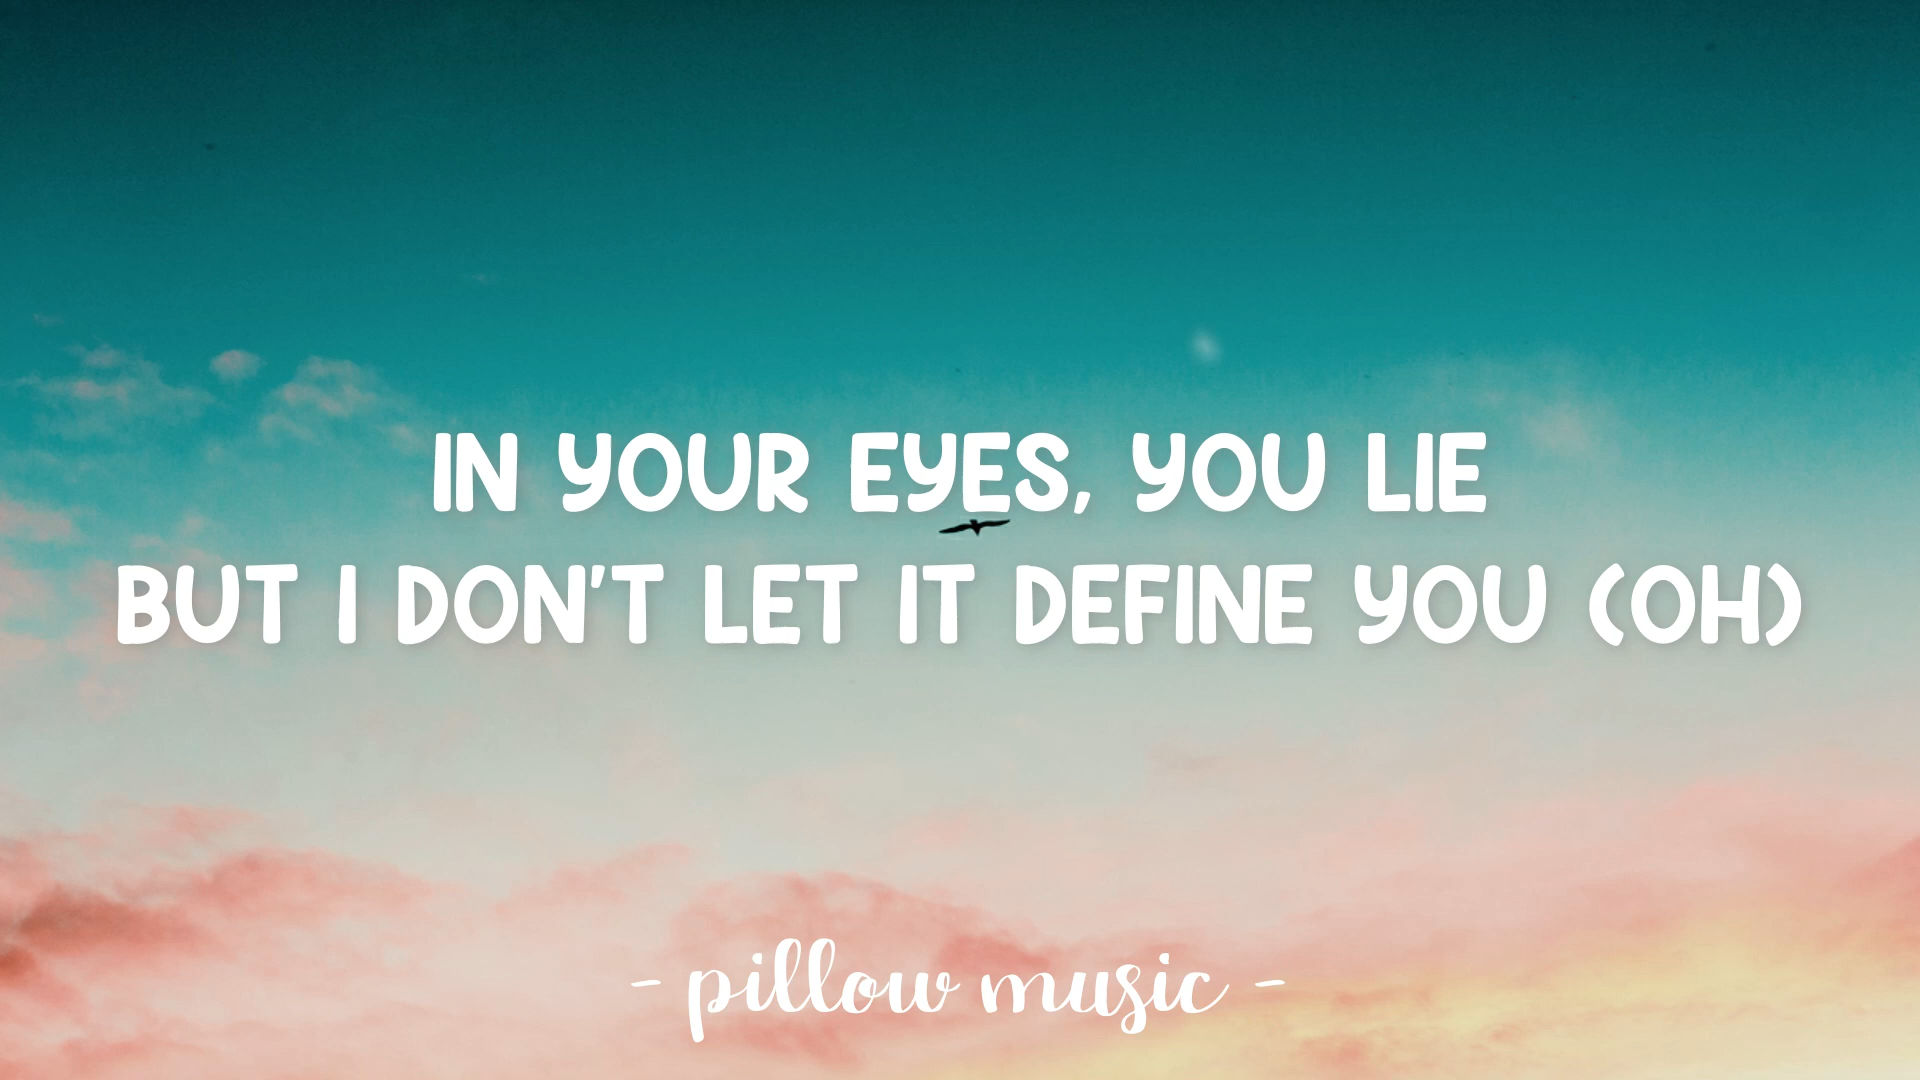 IN YOUR EYES, YOU LIE
BUT I DON'T LET IT DEFINE YOU (OH)
- pillow music -